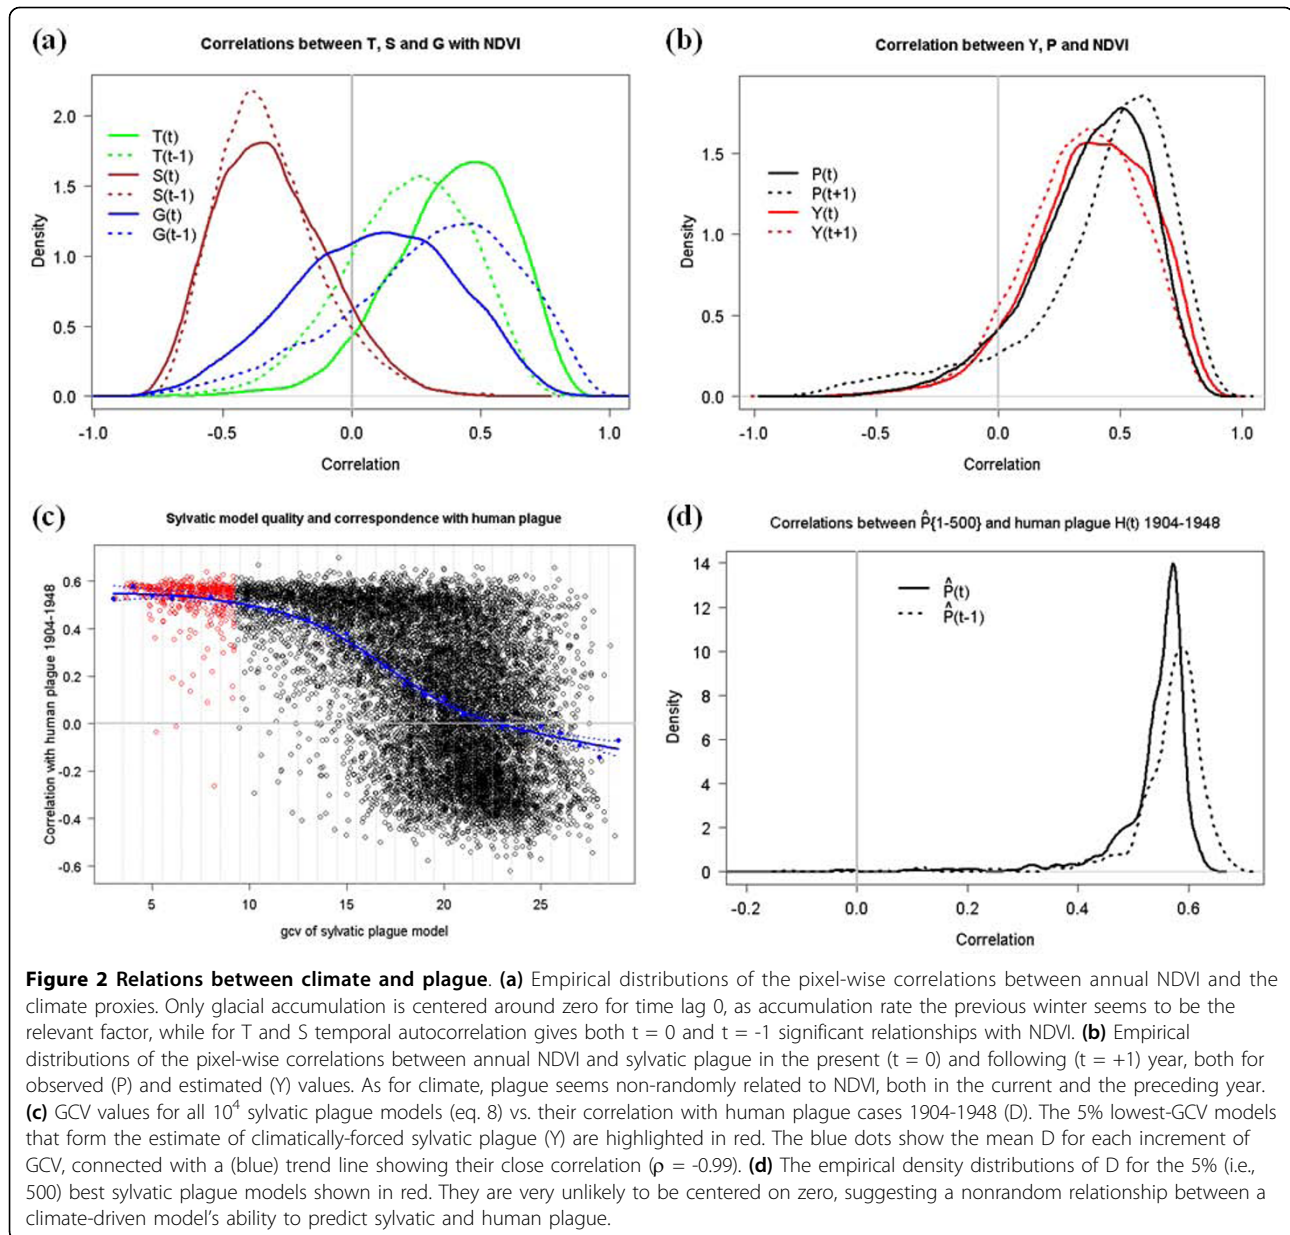 (a)
Correlations between T, S and G with NDVI
Density
2.0
1.5
1.0
0.5
0.0
T(t)
T(t-1)
S(t)
S(t-1)
G(t)
G(t-1)
-1.0 -0.5 0.0 0.5 1.0
Correlation
(b)
Correlation between Y, P and NDVI
Density
1.5
1.0
0.5
0.0
P(t)
P(t+1)
Y(t)
Y(t+1)
-1.0 -0.5 0.0 0.5 1.0
Correlation
(c)
Sylvatic model quality and correspondence with human plague
Correlation with human plague 1904-1948
0.6
0.4
0.2
0.0
-0.2
-0.4
-0.6
5 10 15 20 25
gcv of sylvatic plague model
(d)
Correlations between P̂{1-500} and human plague H(t) 1904-1948
Density
14
12
10
8
6
4
2
0
P̂(t)
P̂(t-1)
-0.2 0.0 0.2 0.4 0.6
Correlation
Figure 2 Relations between climate and plague. (a) Empirical distributions of the pixel-wise correlations between annual NDVI and the
climate proxies. Only glacial accumulation is centered around zero for time lag 0, as accumulation rate the previous winter seems to be the
relevant factor, while for T and S temporal autocorrelation gives both t = 0 and t = -1 significant relationships with NDVI. (b) Empirical
distributions of the pixel-wise correlations between annual NDVI and sylvatic plague in the present (t = 0) and following (t = +1) year, both for
observed (P) and estimated (Y) values. As for climate, plague seems non-randomly related to NDVI, both in the current and the preceding year.
(c) GCV values for all 10⁴ sylvatic plague models (eq. 8) vs. their correlation with human plague cases 1904-1948 (D). The 5% lowest-GCV models
that form the estimate of climatically-forced sylvatic plague (Y) are highlighted in red. The blue dots show the mean D for each increment of
GCV, connected with a (blue) trend line showing their close correlation (ρ = -0.99). (d) The empirical density distributions of D for the 5% (i.e.,
500) best sylvatic plague models shown in red. They are very unlikely to be centered on zero, suggesting a nonrandom relationship between a
climate-driven model's ability to predict sylvatic and human plague.